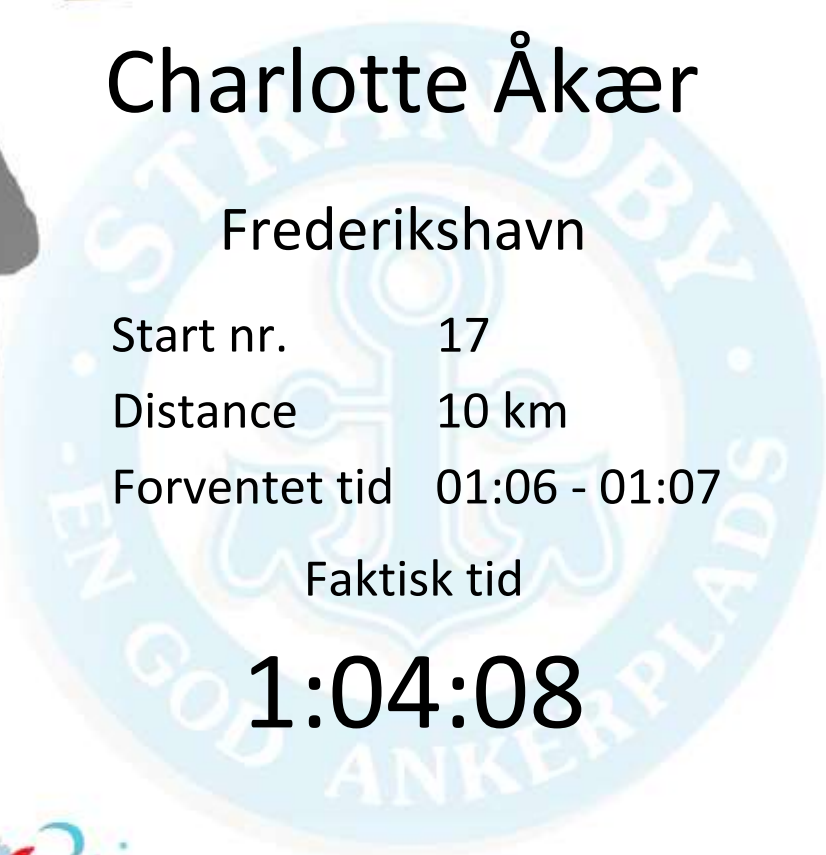 Charlotte Åkær
Frederikshavn
Start nr. 17
Distance 10 km
Forventet tid 01:06 - 01:07
Faktisk tid
1:04:08
STRANDBY
- EN GOD ANKERPLADS